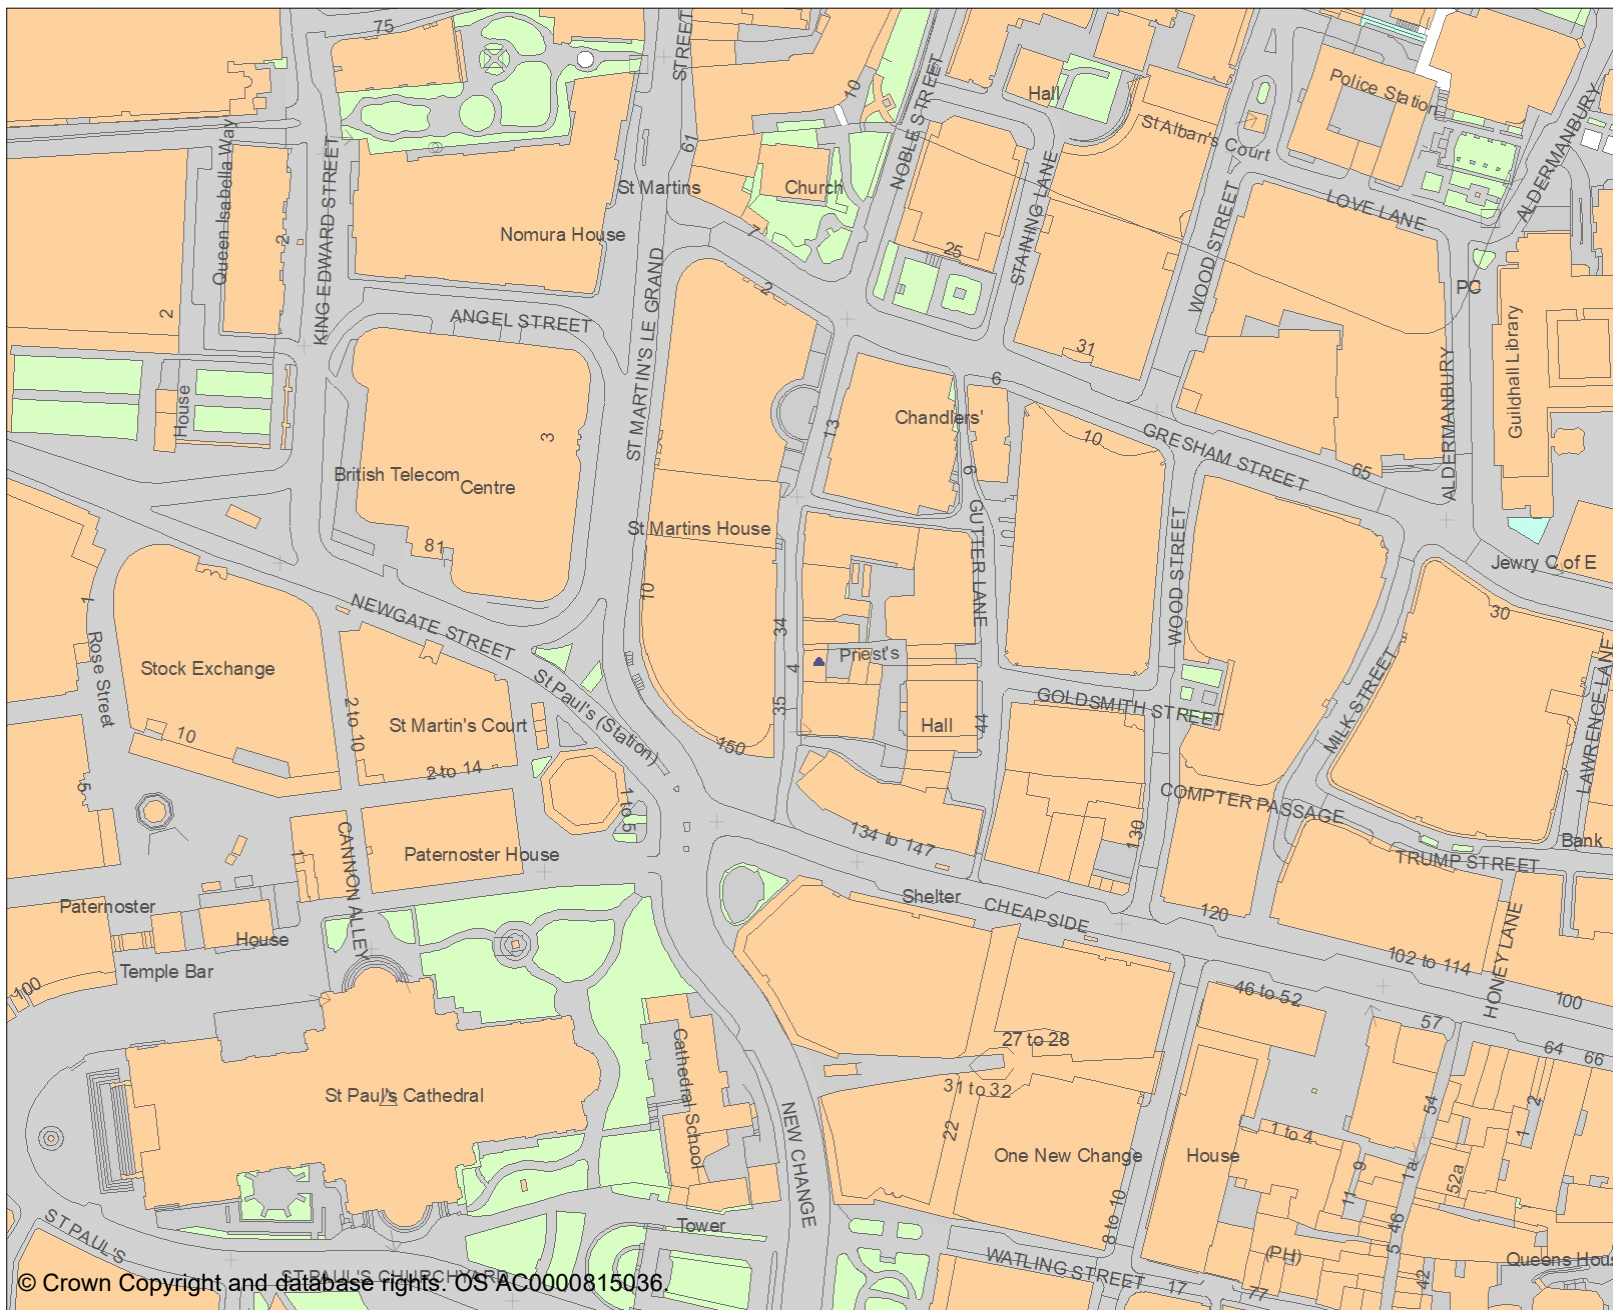 75
STREET
10
Hall
St Alban's Court
Police Station
ALDERMANBURY
NOBLE STREET
61
Queen Isabella Way
KING EDWARD STREET
St Martins
Church
STAINING LANE
WOOD STREET
LOVE LANE
Nomura House
2
7
25
2
2
PC
ANGEL STREET
ST MARTIN'S LE GRAND
31
Guildhall Library
House
3
13
Chandlers'
6
10
GRESHAM STREET
65
ALDERMANBURY
British Telecom
Centre
6
St Martins House
GUTTER LANE
WOOD STREET
81
Jewry C of E
1
NEWGATE STREET
10
34
30
Rose Street
Stock Exchange
St Paul's (Station)
4
Priest's
35
Hall
44
GOLDSMITH STREET
MILK STREET
LAWRENCE LANE
10
2 to 10
St Martin's Court
150
2 to 14
5
1 to 5
134 to 147
130
COMPTER PASSAGE
1
CANNON ALLEY
Paternoster House
TRUMP STREET
Bank
Paternoster
Shelter
CHEAPSIDE
120
House
102 to 114
HONEY LANE
Temple Bar
100
46 to 52
57
100
27 to 28
64
66
St Paul's Cathedral
Cathedral School
31 to 32
22
54
2
1
1 to 4
NEW CHANGE
One New Change
House
9
1a
52a
11
8 to 10
46
5
ST PAUL'S
Tower
(PH)
WATLING STREET
17
77
42
Queens Hous
ST PAUL'S CHURCHYARD
© Crown Copyright and database rights. OS AC0000815036.